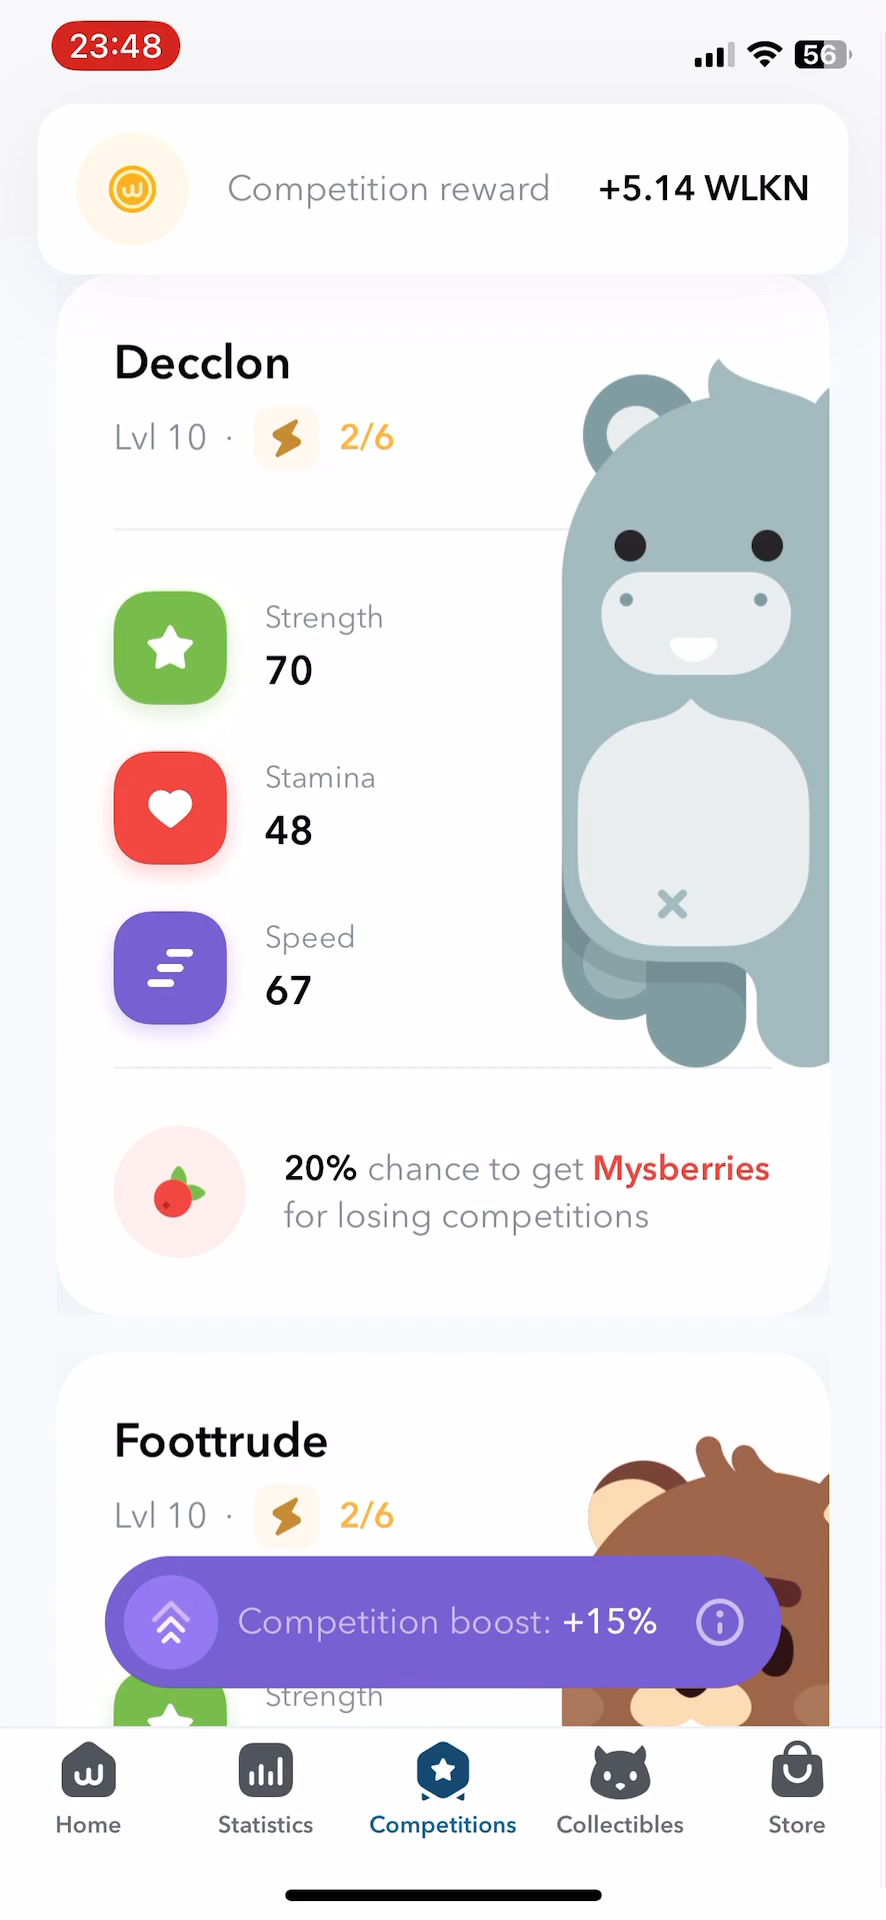 23:48
56
Competition reward +5.14 WLKN
Decclon
Lvl 10 · 2/6
Strength
70
Stamina
48
Speed
67
20% chance to get Mysberries
for losing competitions
Foottrude
Lvl 10 · 2/6
Competition boost: +15%
Strength
Home Statistics Competitions Collectibles Store